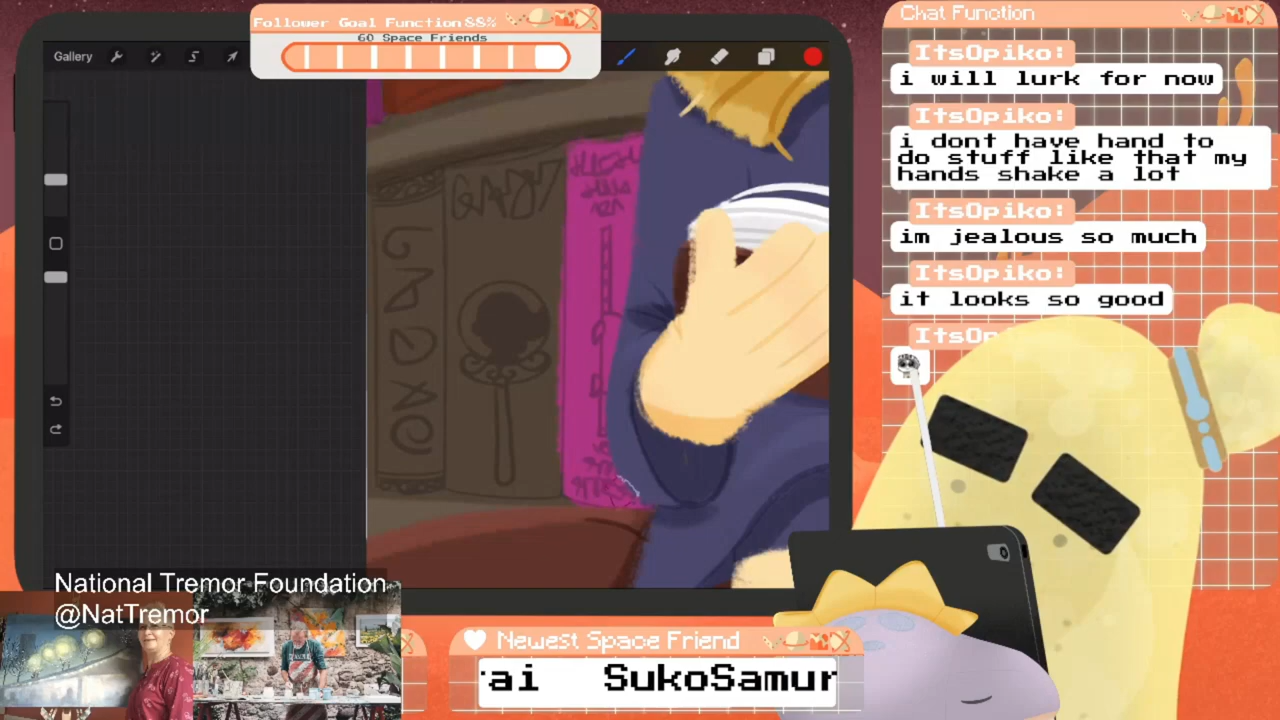 Follower Goal Function 88%
60 Space Friends
Gallery
Chat Function
ItsOpiko:
i will lurk for now
ItsOpiko:
i dont have hand to
do stuff like that my
hands shake a lot
ItsOpiko:
im jealous so much
ItsOpiko:
it looks so good
ItsOp
National Tremor Foundation
@NatTremor
Newest Space Friend
ai SukoSamur